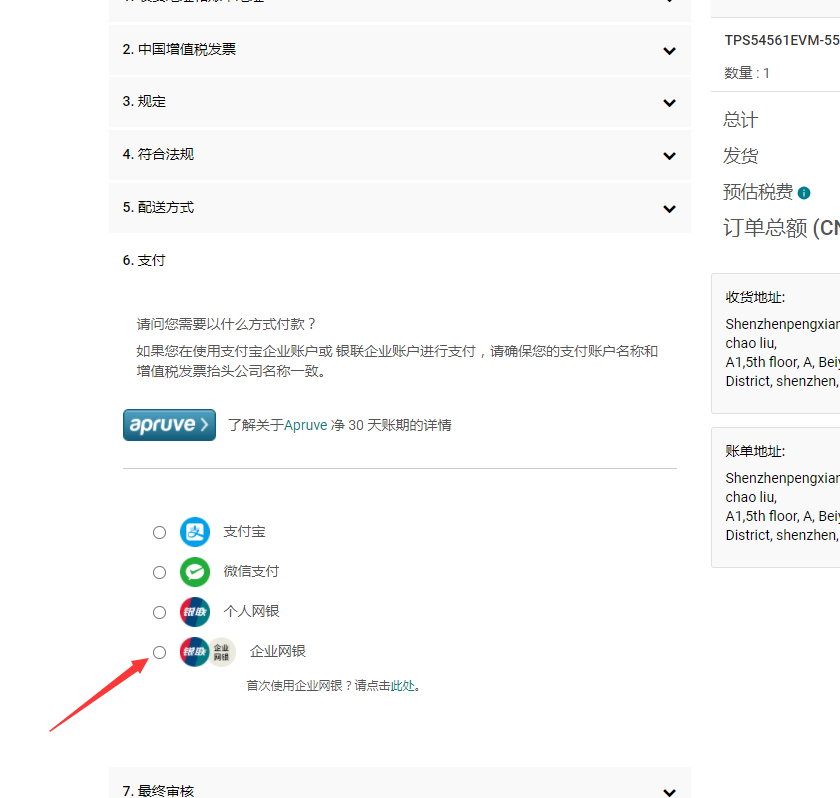 2. 中国增值税发票
3. 规定
4. 符合法规
5. 配送方式
6. 支付
请问您需要以什么方式付款？
如果您在使用支付宝企业账户或 银联企业账户进行支付，请确保您的支付账户名称和
增值税发票抬头公司名称一致。
apruve 了解关于Apruve 净 30 天账期的详情
支 支付宝
微信支付
银联 个人网银
银联 企业网银 企业网银
首次使用企业网银？请点击此处。
7. 最终审核
TPS54561EVM-55
数量 : 1
总计
发货
预估税费 i
订单总额 (CN
收货地址:
Shenzhenpengxian
chao liu,
A1,5th floor, A, Bei
District, shenzhen,
账单地址:
Shenzhenpengxian
chao liu,
A1,5th floor, A, Bei
District, shenzhen,